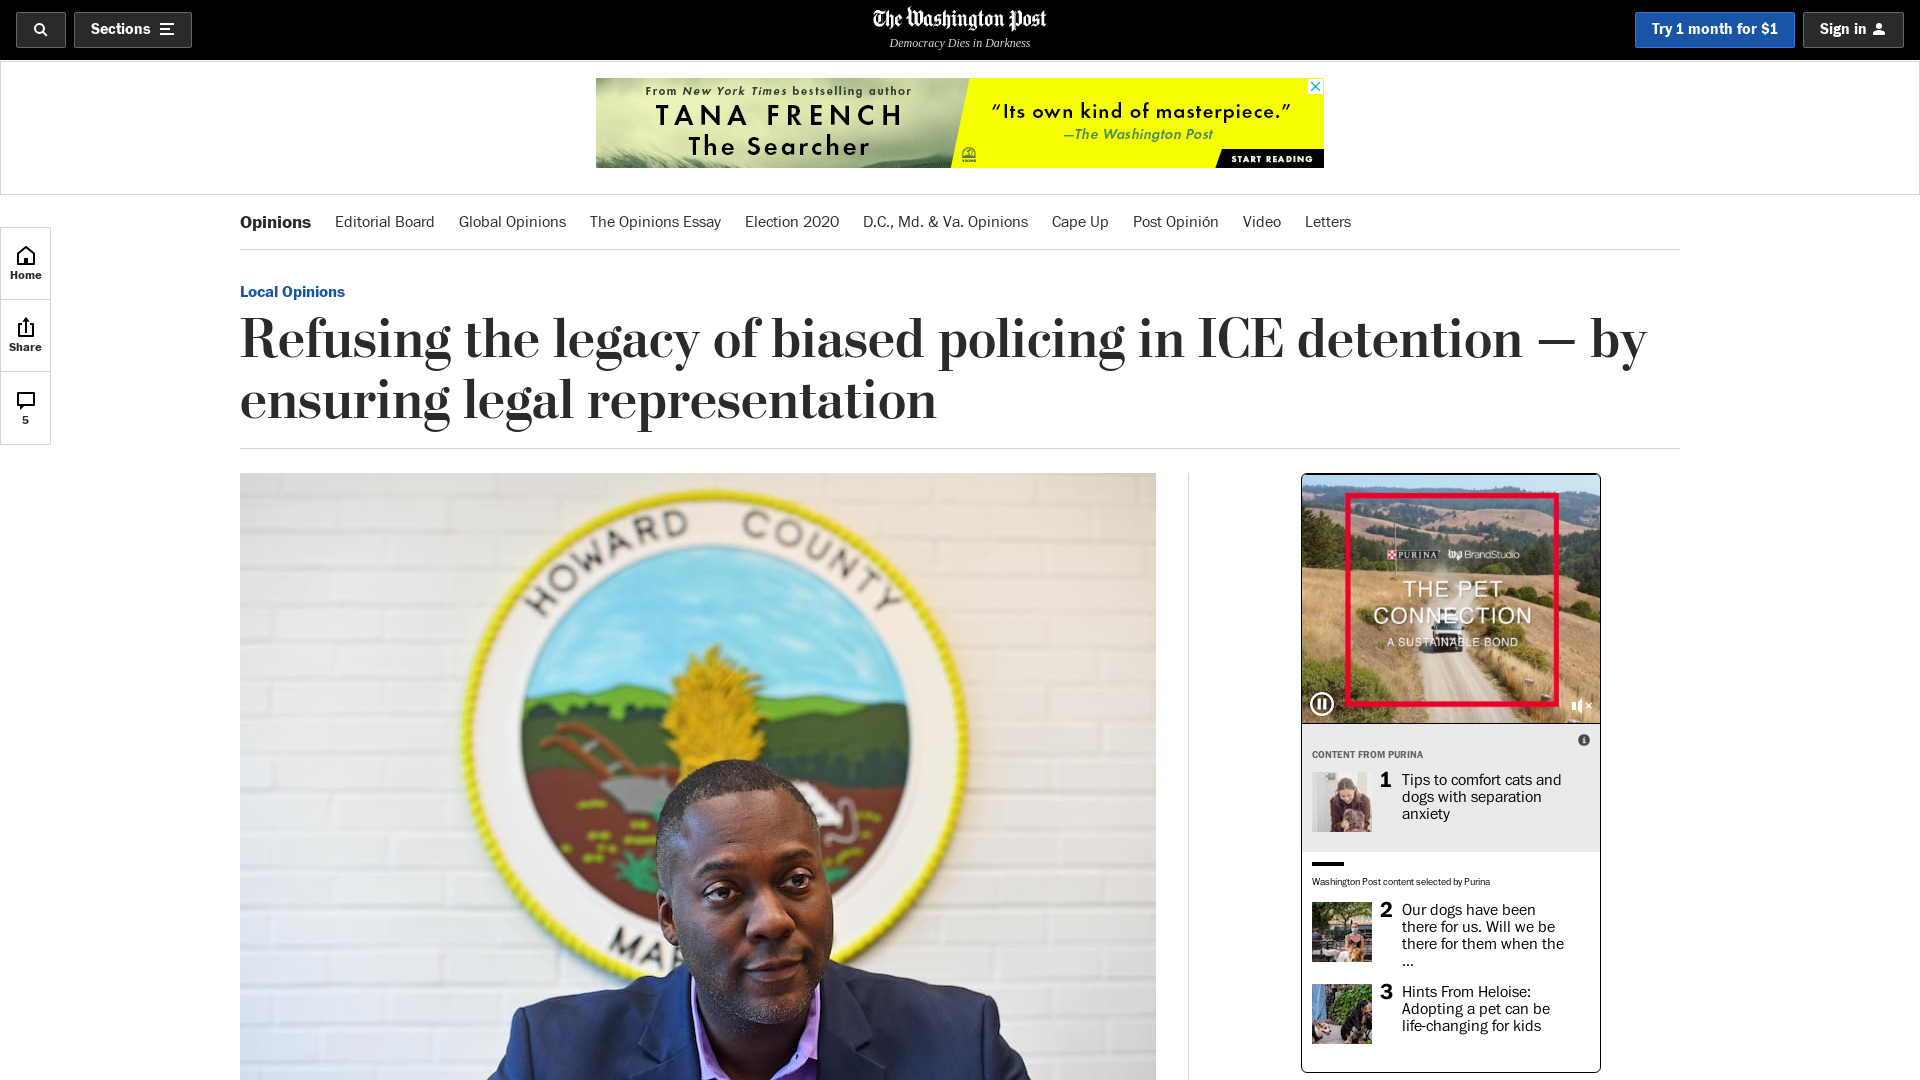 Sections
The Washington Post
Democracy Dies in Darkness
Try 1 month for $1
Sign in
From New York Times bestselling author
TANA FRENCH
The Searcher
“Its own kind of masterpiece.”
—The Washington Post
VIKING
START READING
Opinions
Editorial Board
Global Opinions
The Opinions Essay
Election 2020
D.C., Md. & Va. Opinions
Cape Up
Post Opinión
Video
Letters
Home
Share
5
Local Opinions
Refusing the legacy of biased policing in ICE detention — by
ensuring legal representation
HOWARD COUNTY
MA
PURINA
wp BrandStudio
THE PET
CONNECTION
A SUSTAINABLE BOND
CONTENT FROM PURINA
1 Tips to comfort cats and
dogs with separation
anxiety
Washington Post content selected by Purina
2 Our dogs have been
there for us. Will we be
there for them when the
...
3 Hints From Heloise:
Adopting a pet can be
life-changing for kids